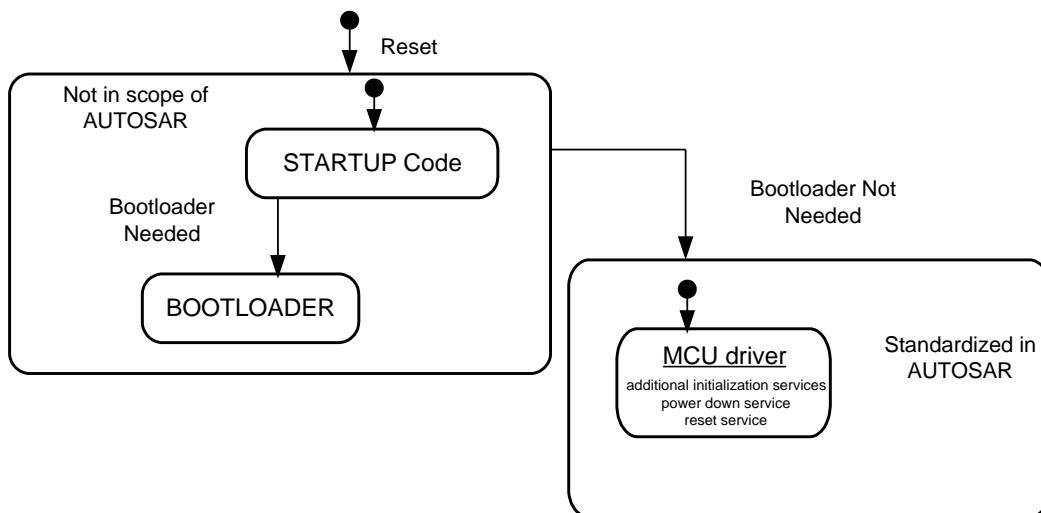 Reset
Not in scope of
AUTOSAR
STARTUP Code
Bootloader
Needed
BOOTLOADER
Bootloader Not
Needed
MCU driver
additional initialization services
power down service
reset service
Standardized in
AUTOSAR